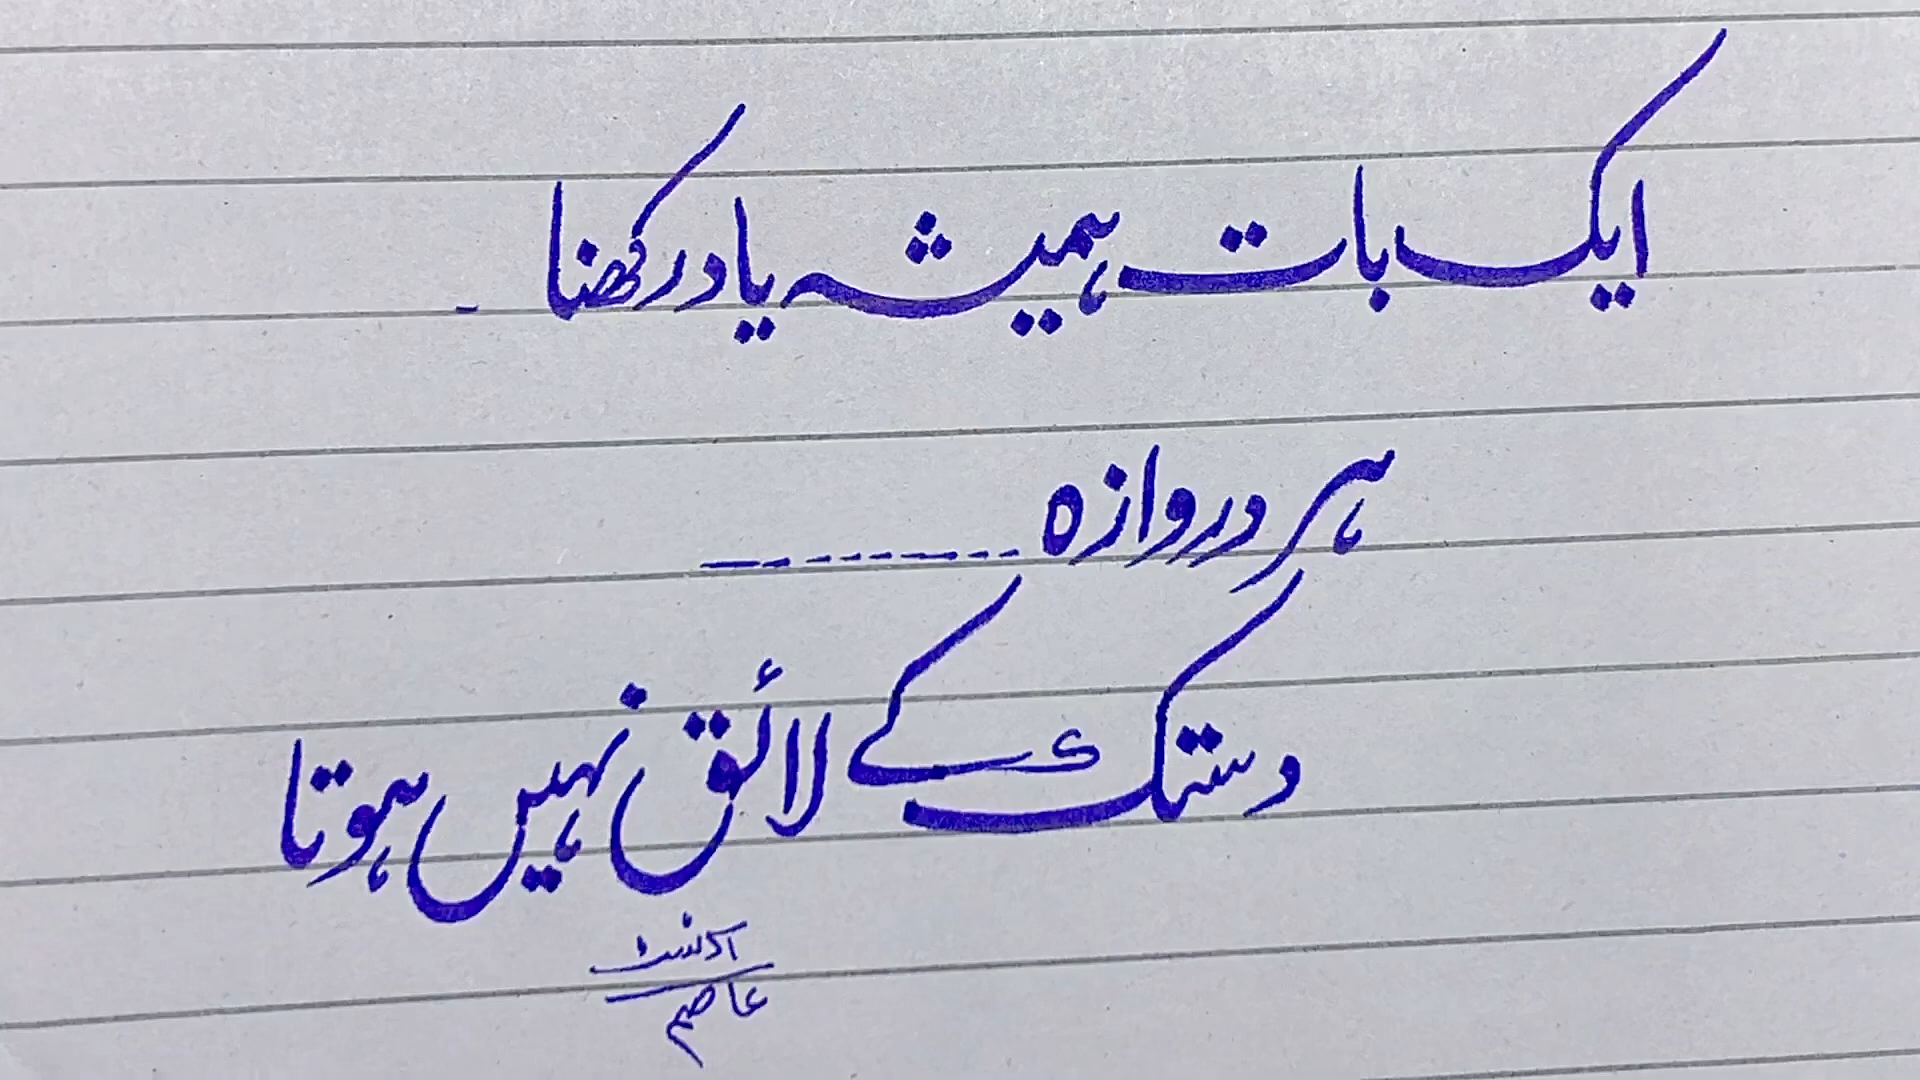 ایک بات ہمیشہ یاد رکھنا ۔
ہر دروازہ ---------
دستک کے لائق نہیں ہوتا
آرٹسٹ
عاصم